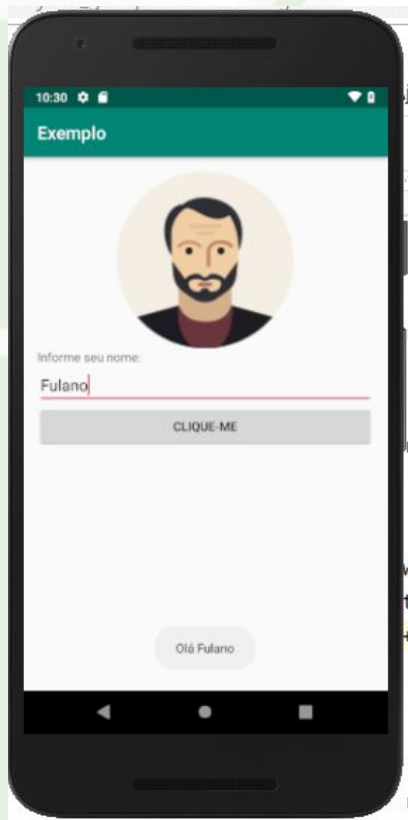 10:30
Exemplo
Informe seu nome:
Fulano
CLIQUE-ME
Olá Fulano